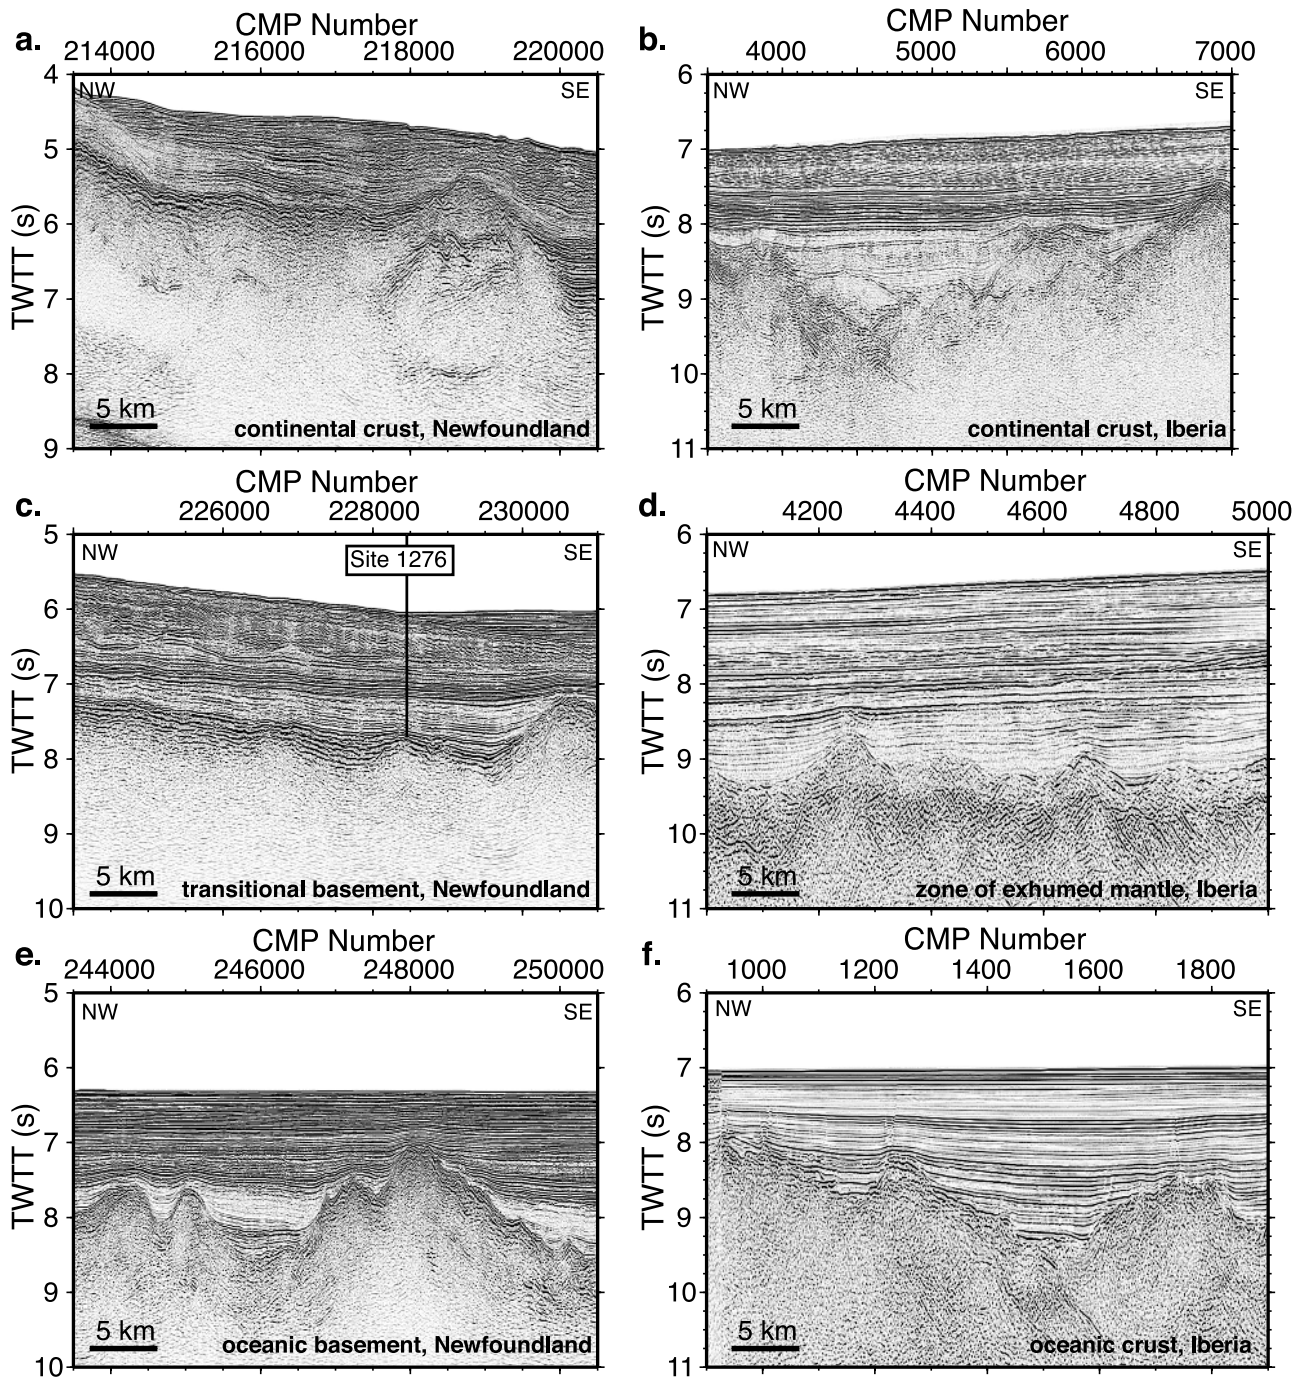 a.
CMP Number
214000 216000 218000 220000
NW SE
4
5
6
7
8
9
TWTT (s)
5 km
continental crust, Newfoundland
b.
CMP Number
4000 5000 6000 7000
NW SE
6
7
8
9
10
11
TWTT (s)
5 km
continental crust, Iberia
c.
CMP Number
226000 228000 230000
NW SE
Site 1276
5
6
7
8
9
10
TWTT (s)
5 km
transitional basement, Newfoundland
d.
CMP Number
4200 4400 4600 4800 5000
NW SE
6
7
8
9
10
11
TWTT (s)
5 km
zone of exhumed mantle, Iberia
e.
CMP Number
244000 246000 248000 250000
NW SE
5
6
7
8
9
10
TWTT (s)
5 km
oceanic basement, Newfoundland
f.
CMP Number
1000 1200 1400 1600 1800
NW SE
6
7
8
9
10
11
TWTT (s)
5 km
oceanic crust, Iberia